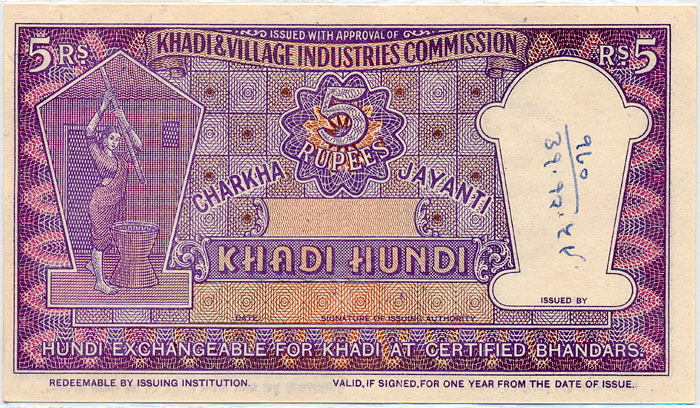 ISSUED WITH APPROVAL OF
KHADI & VILLAGE INDUSTRIES COMMISSION
5 RS.
RS. 5
5
RUPEES
CHARKHA JAYANTI
KHADI HUNDI
ISSUED BY
DATE SIGNATURE OF ISSUING AUTHORITY
HUNDI EXCHANGEABLE FOR KHADI AT CERTIFIED BHANDARS.
REDEEMABLE BY ISSUING INSTITUTION. VALID, IF SIGNED, FOR ONE YEAR FROM THE DATE OF ISSUE.